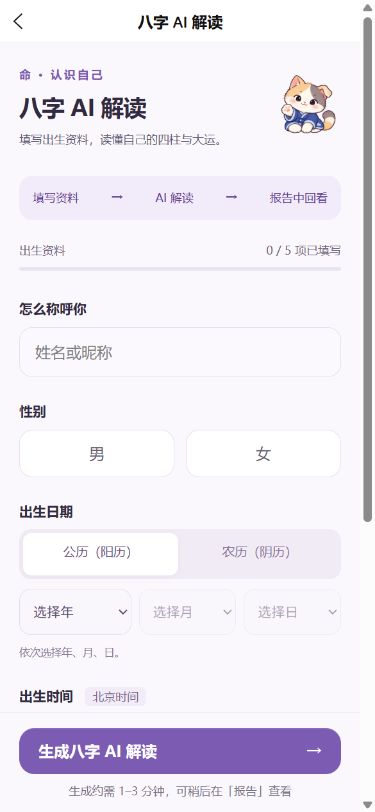 八字 AI 解读
命 · 认识自己
八字 AI 解读
填写出生资料，读懂自己的四柱与大运。
填写资料 → AI 解读 → 报告中回看
出生资料 0 / 5 项已填写
怎么称呼你
姓名或昵称
性别
男 女
出生日期
公历（阳历） 农历（阴历）
选择年 选择月 选择日
依次选择年、月、日。
出生时间 北京时间
生成八字 AI 解读 →
生成约需 1–3 分钟，可稍后在「报告」查看